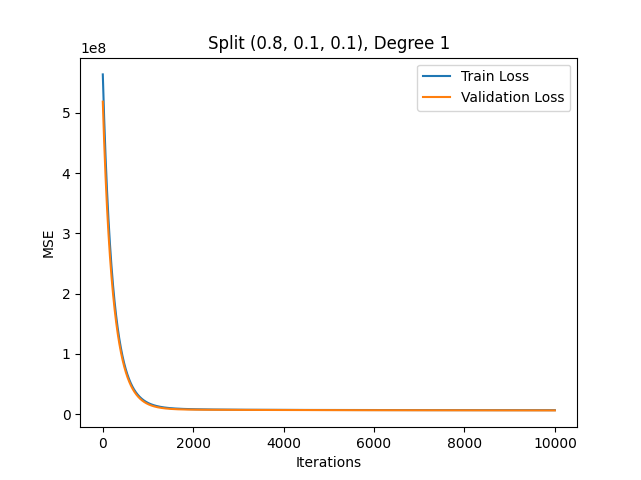 Split (0.8, 0.1, 0.1), Degree 1
1e8
Train Loss
Validation Loss
5
4
3
2
1
0
MSE
0 2000 4000 6000 8000 10000
Iterations